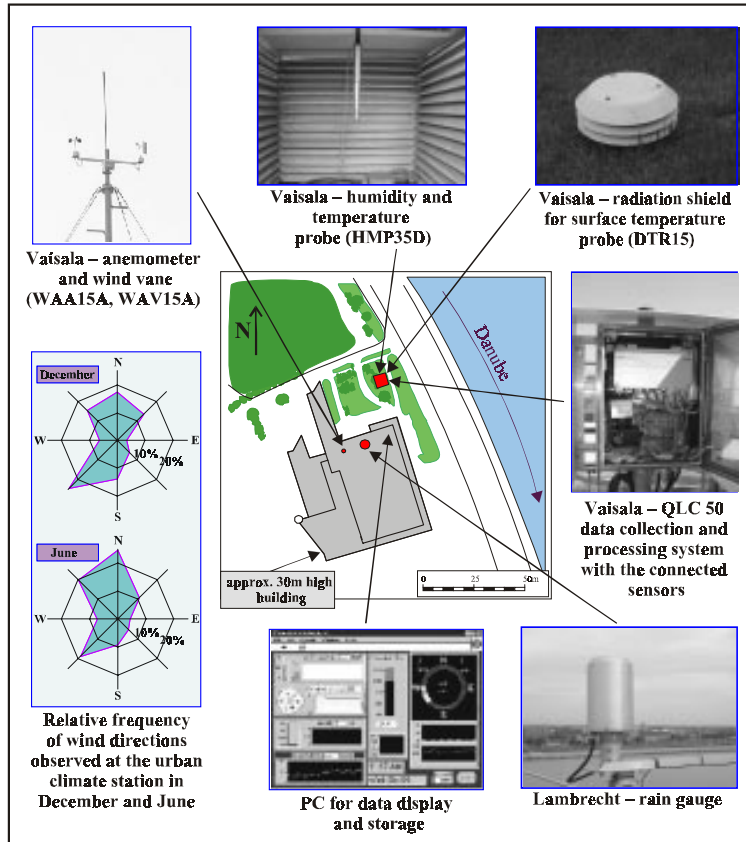 Vaisala – anemometer
and wind vane
(WAA15A, WAV15A)
Vaisala – humidity and
temperature
probe (HMP35D)
Vaisala – radiation shield
for surface temperature
probe (DTR15)
N
Danube
approx. 30m high
building
0 25 50m
Vaisala – QLC 50
data collection and
processing system
with the connected
sensors
December
N
W E
10%
20%
S
June
N
W E
10%
20%
S
Relative frequency
of wind directions
observed at the urban
climate station in
December and June
PC for data display
and storage
Lambrecht – rain gauge